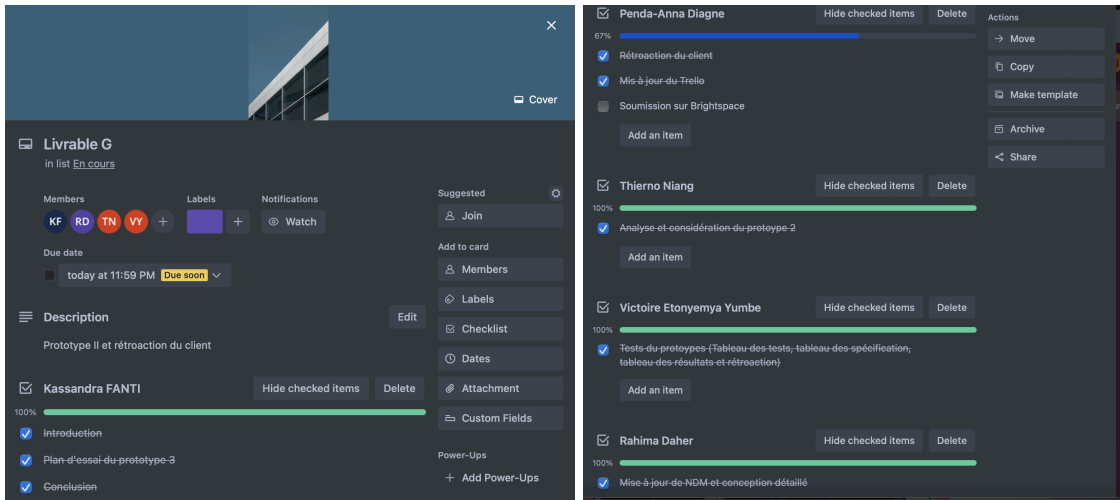 Cover
Livrable G
in list En cours
Members
KF RD TN VY +
Labels
+
Notifications
Watch
Due date
today at 11:59 PM Due soon
Description
Edit
Prototype II et rétroaction du client
Kassandra FANTI
Hide checked items
Delete
100%
Introduction
Plan d'essai du prototype 3
Conclusion
Suggested
Join
Add to card
Members
Labels
Checklist
Dates
Attachment
Custom Fields
Power-Ups
+ Add Power-Ups
Penda-Anna Diagne
Hide checked items
Delete
67%
Rétroaction du client
Mis à jour du Trello
Soumission sur Brightspace
Add an item
Thierno Niang
Hide checked items
Delete
100%
Analyse et considération du protoype 2
Add an item
Victoire Etonyemya Yumbe
Hide checked items
Delete
100%
Tests du protoypes (Tableau des tests, tableau des spécification,
tableau des résultats et rétroaction)
Add an item
Rahima Daher
Hide checked items
Delete
100%
Mise à jour de NDM et conception détaillé
Actions
Move
Copy
Make template
Archive
Share